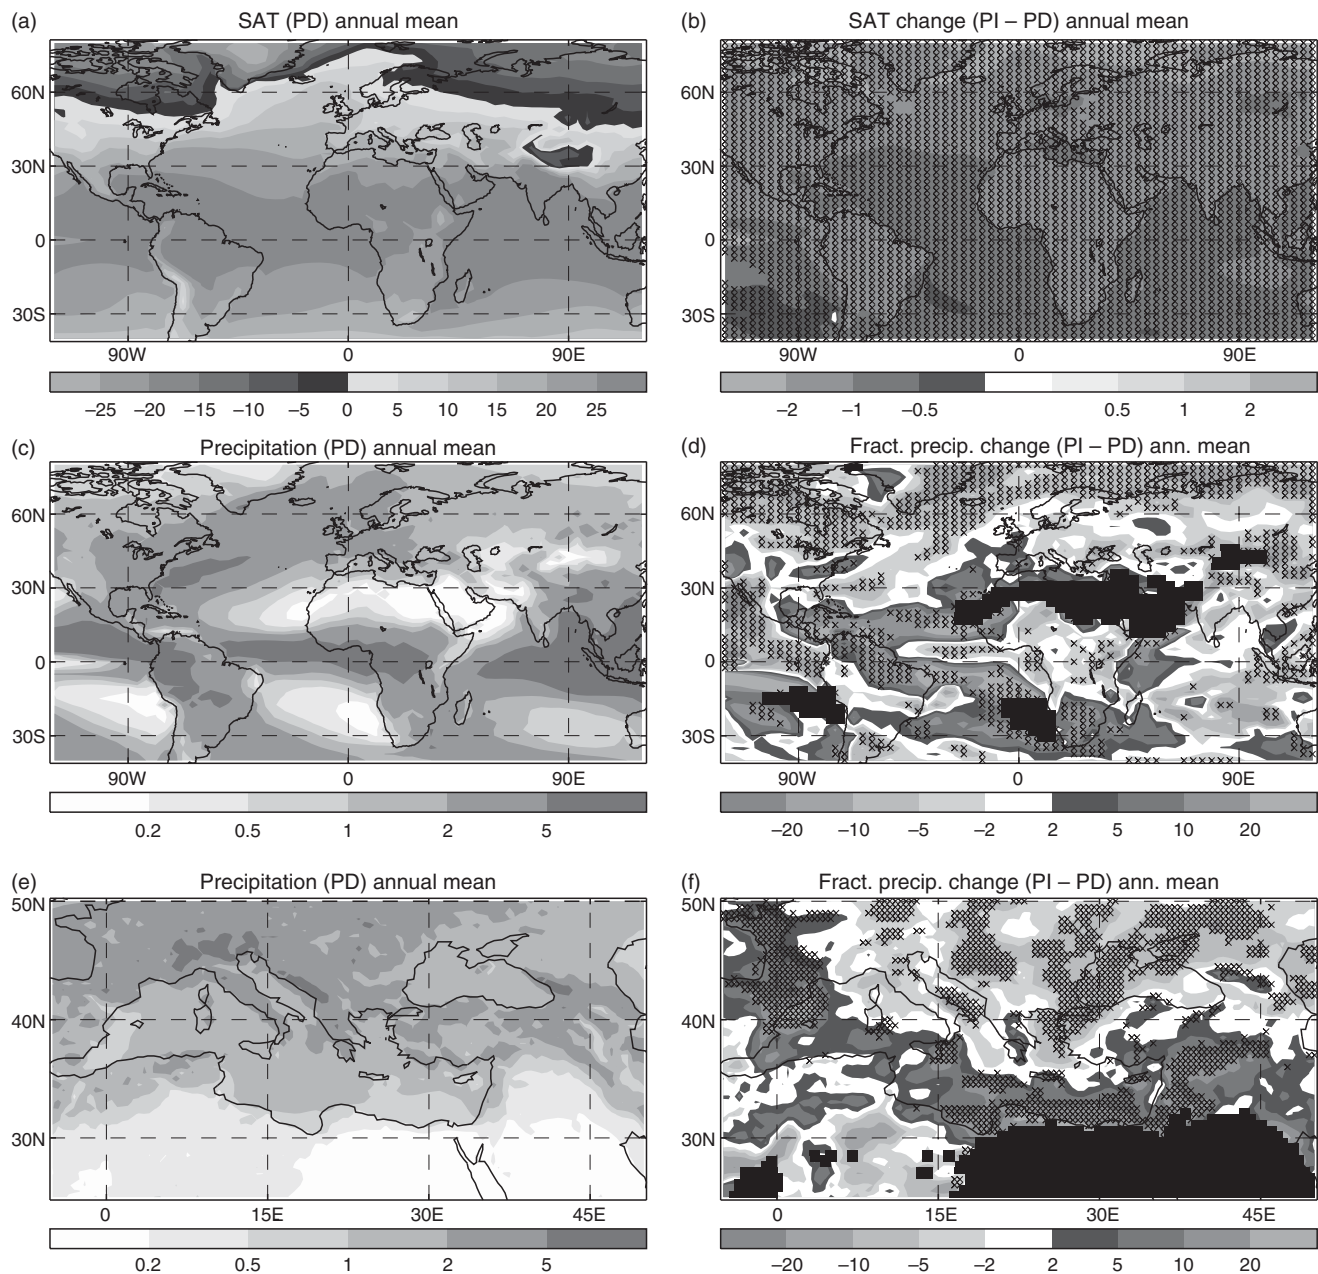 (a) SAT (PD) annual mean
60N
30N
0
30S
90W 0 90E
–25 –20 –15 –10 –5 0 5 10 15 20 25
(b) SAT change (PI – PD) annual mean
60N
30N
0
30S
90W 0 90E
–2 –1 –0.5 0.5 1 2
(c) Precipitation (PD) annual mean
60N
30N
0
30S
90W 0 90E
0.2 0.5 1 2 5
(d) Fract. precip. change (PI – PD) ann. mean
60N
30N
0
30S
90W 0 90E
–20 –10 –5 –2 2 5 10 20
(e) Precipitation (PD) annual mean
50N
40N
30N
0 15E 30E 45E
0.2 0.5 1 2 5
(f) Fract. precip. change (PI – PD) ann. mean
50N
40N
30N
0 15E 30E 45E
–20 –10 –5 –2 2 5 10 20